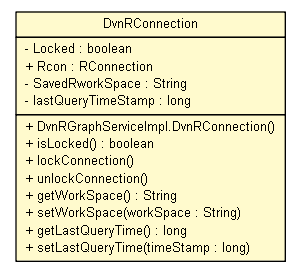 DvnRConnection
- Locked : boolean
+ Rcon : RConnection
- SavedRworkSpace : String
- lastQueryTimeStamp : long
+ DvnRGraphServiceImpl.DvnRConnection()
+ isLocked() : boolean
+ lockConnection()
+ unlockConnection()
+ getWorkSpace() : String
+ setWorkSpace(workSpace : String)
+ getLastQueryTime() : long
+ setLastQueryTime(timeStamp : long)